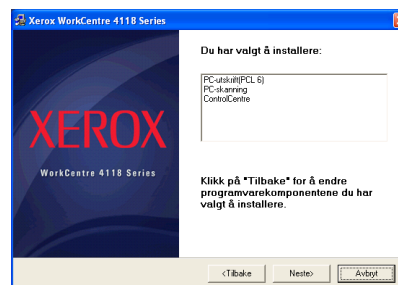 Xerox WorkCentre 4118 Series
Du har valgt å installere:
PC-utskrift(PCL 6)
PC-skanning
ControlCentre
XEROX
WorkCentre 4118 Series
Klikk på "Tilbake" for å endre
programvarekomponentene du har
valgt å installere.
<Tilbake
Neste>
Avbryt